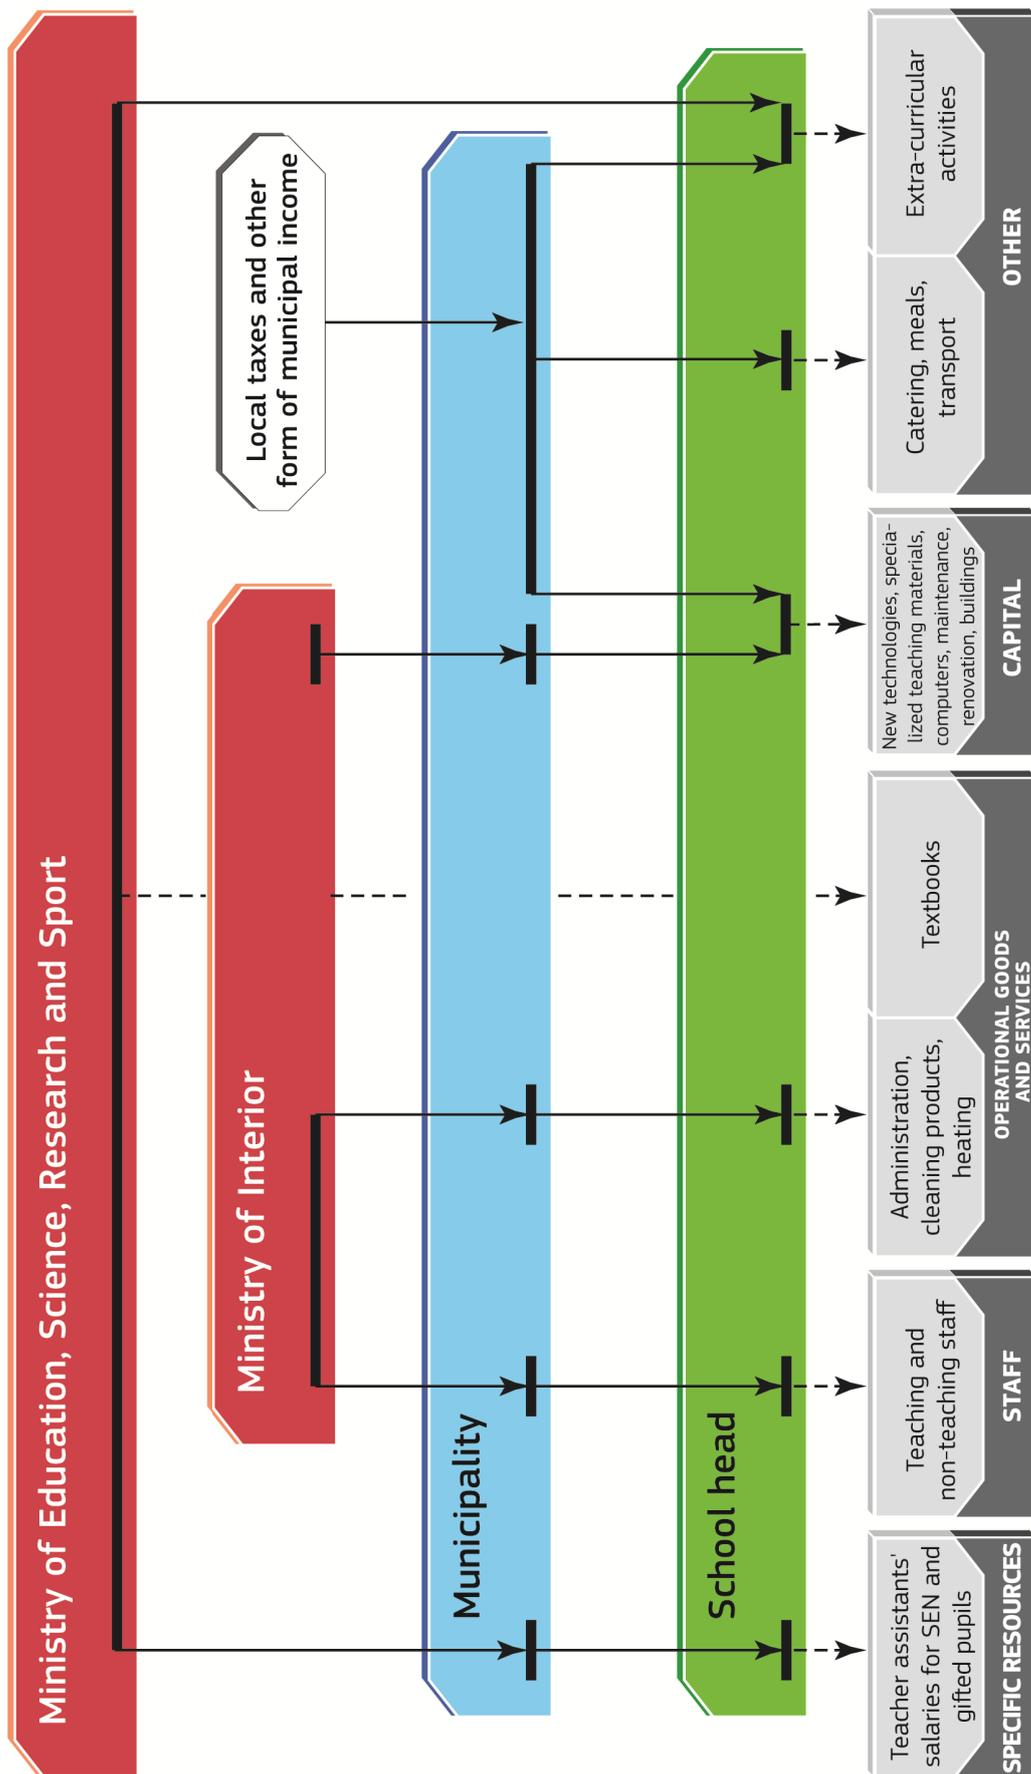 Ministry of Education, Science, Research and Sport
Local taxes and other
form of municipal income
Ministry of Interior
Municipality
School head
Teacher assistants'
salaries for SEN and
gifted pupils
SPECIFIC RESOURCES
Teaching and
non-teaching staff
STAFF
Administration,
cleaning products,
heating
Textbooks
OPERATIONAL GOODS
AND SERVICES
New technologies, specia-
lized teaching materials,
computers, maintenance,
renovation, buildings
CAPITAL
Catering, meals,
transport
Extra-curricular
activities
OTHER